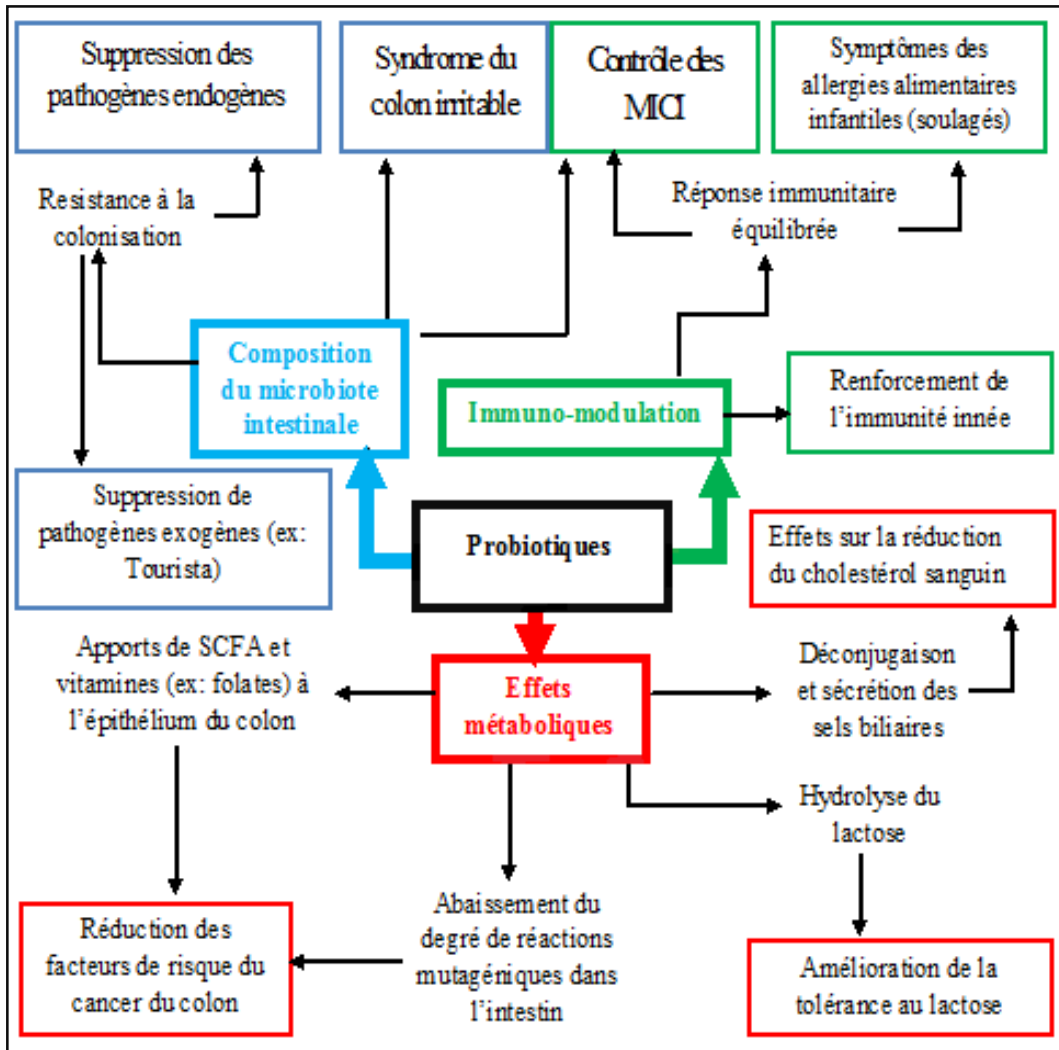 Suppression des
pathogènes endogènes
Syndrome du
colon irritable
Contrôle des
MICI
Symptômes des
allergies alimentaires
infantiles (soulagés)
Resistance à la
colonisation
Réponse immunitaire
équilibrée
Composition
du microbiote
intestinale
Immuno-modulation
Renforcement de
l'immunité innée
Suppression de
pathogènes exogènes (ex:
Tourista)
Probiotiques
Effets sur la réduction
du cholestérol sanguin
Apports de SCFA et
vitamines (ex: folates) à
l'épithélium du colon
Effets
métaboliques
Déconjugaison
et sécrétion des
sels biliaires
Hydrolyse du
lactose
Réduction des
facteurs de risque du
cancer du colon
Abaissement du
degré de réactions
mutagéniques dans
l'intestin
Amélioration de la
tolérance au lactose